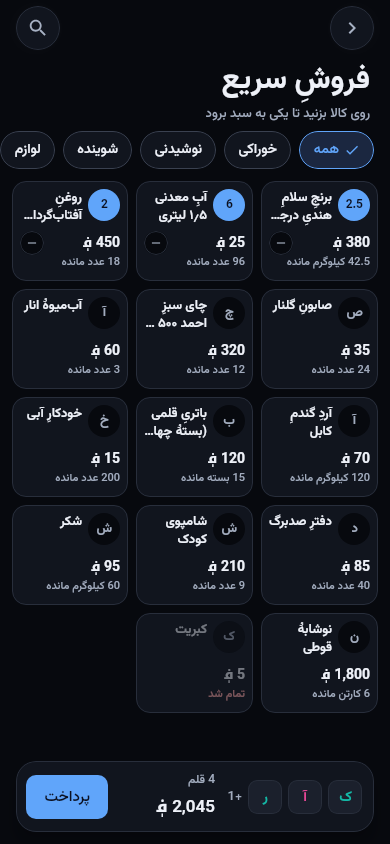 فروشِ سریع
روی کالا بزنید تا یکی به سبد برود
همه
خوراکی
نوشیدنی
شوینده
لوازم
2.5
برنجِ سلامِ
هندیِ درجـ...
380 ؋
42.5 کیلوگرم مانده
6
آبِ معدنی
۱٫۵ لیتری
25 ؋
96 عدد مانده
2
روغنِ
آفتاب‌گردا...
450 ؋
18 عدد مانده
ص
صابونِ گلنار
35 ؋
24 عدد مانده
چ
چای سبزِ
احمد ۵۰۰ ...
320 ؋
12 عدد مانده
آ
آب‌میوهٔ انار
60 ؋
3 عدد مانده
آ
آردِ گندمِ
کابل
70 ؋
120 کیلوگرم مانده
ب
باتریِ قلمی
(بستهٔ چها...
120 ؋
15 بسته مانده
خ
خودکارِ آبی
15 ؋
200 عدد مانده
د
دفترِ صدبرگ
85 ؋
40 عدد مانده
ش
شامپوی
کودک
210 ؋
9 عدد مانده
ش
شکر
95 ؋
60 کیلوگرم مانده
ن
نوشابهٔ
قوطی
1,800 ؋
6 کارتن مانده
ک
کبریت
5 ؋
تمام شد
ک
آ
ر
+1
4 قلم
2,045 ؋
پرداخت